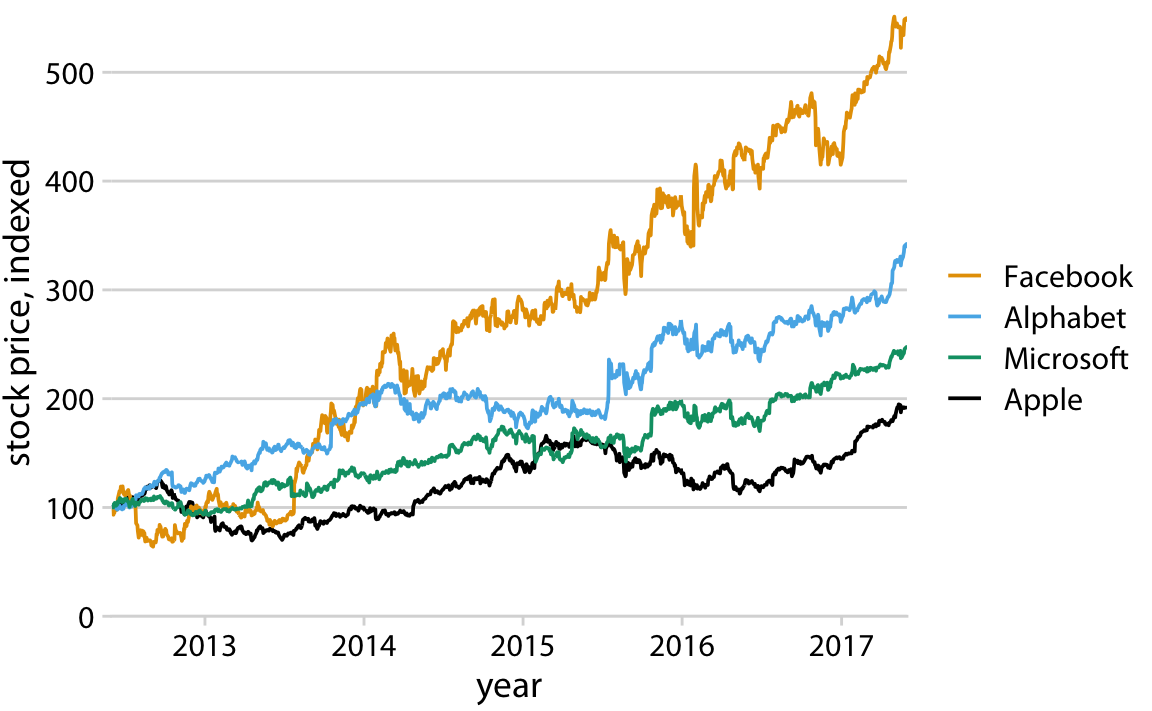 stock price, indexed
500
400
300
200
100
0
2013 2014 2015 2016 2017
year
Facebook
Alphabet
Microsoft
Apple